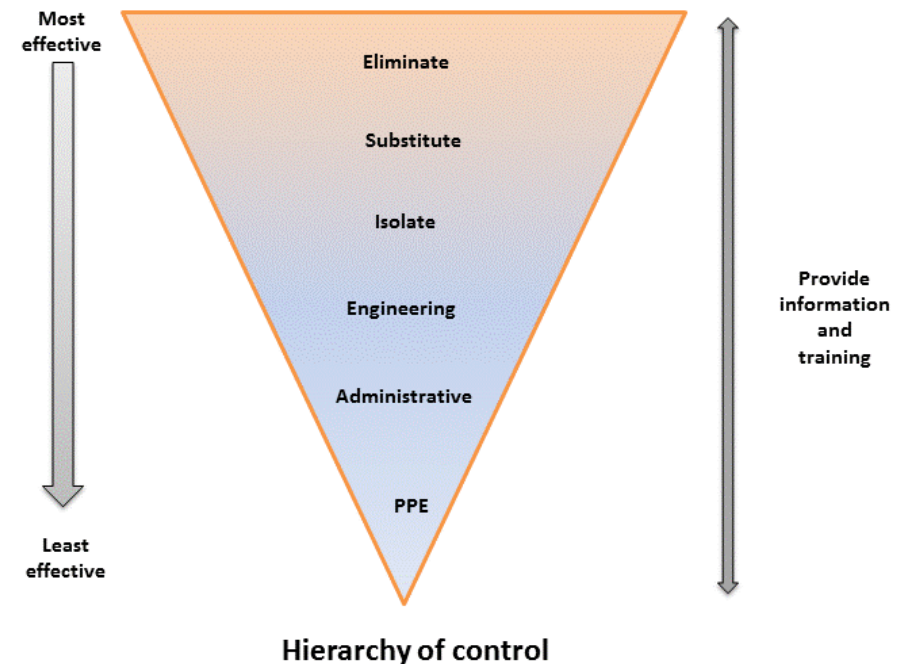 Most
effective
Eliminate
Substitute
Isolate
Engineering
Administrative
PPE
Least
effective
Provide
information
and
training
Hierarchy of control